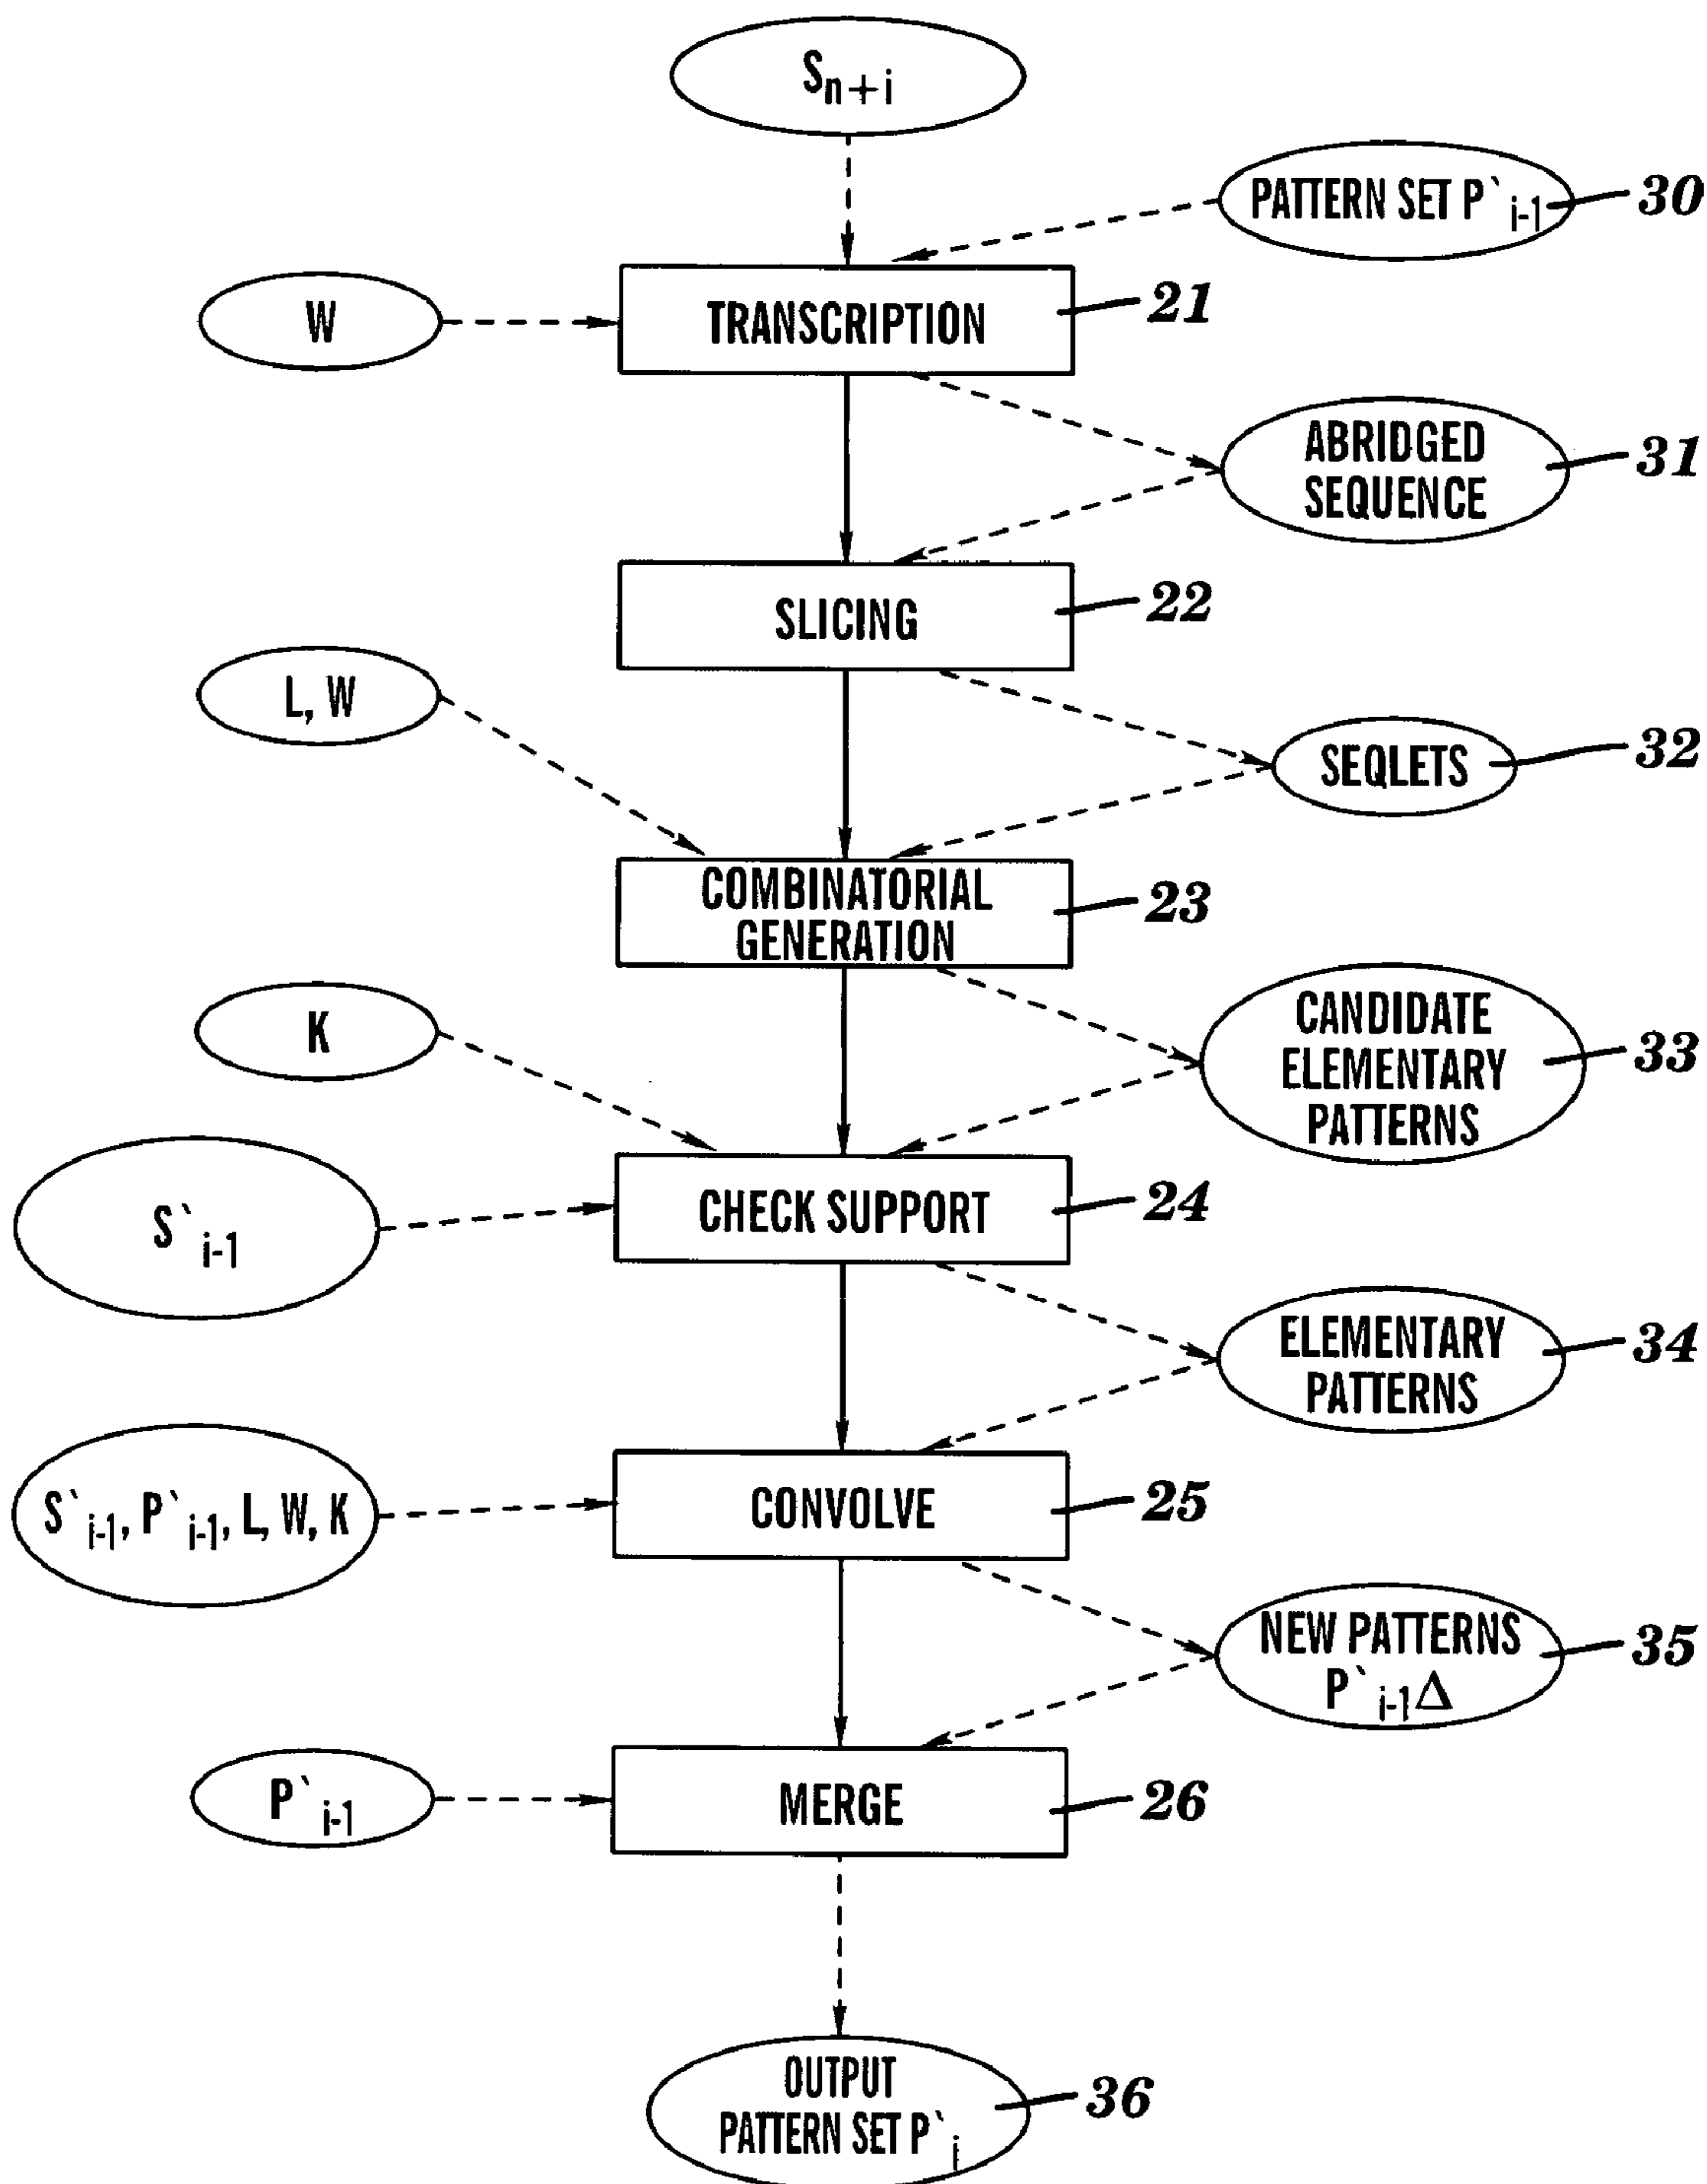 S_{n+i}
PATTERN SET P`_{i-1}
30
W
TRANSCRIPTION
21
ABRIDGED
SEQUENCE
31
SLICING
22
L, W
SEQLETS
32
COMBINATORIAL
GENERATION
23
K
CANDIDATE
ELEMENTARY
PATTERNS
33
S`_{i-1}
CHECK SUPPORT
24
ELEMENTARY
PATTERNS
34
S`_{i-1}, P`_{i-1}, L, W, K
CONVOLVE
25
NEW PATTERNS
P`_{i-1}Δ
35
P`_{i-1}
MERGE
26
OUTPUT
PATTERN SET P`_{i}
36